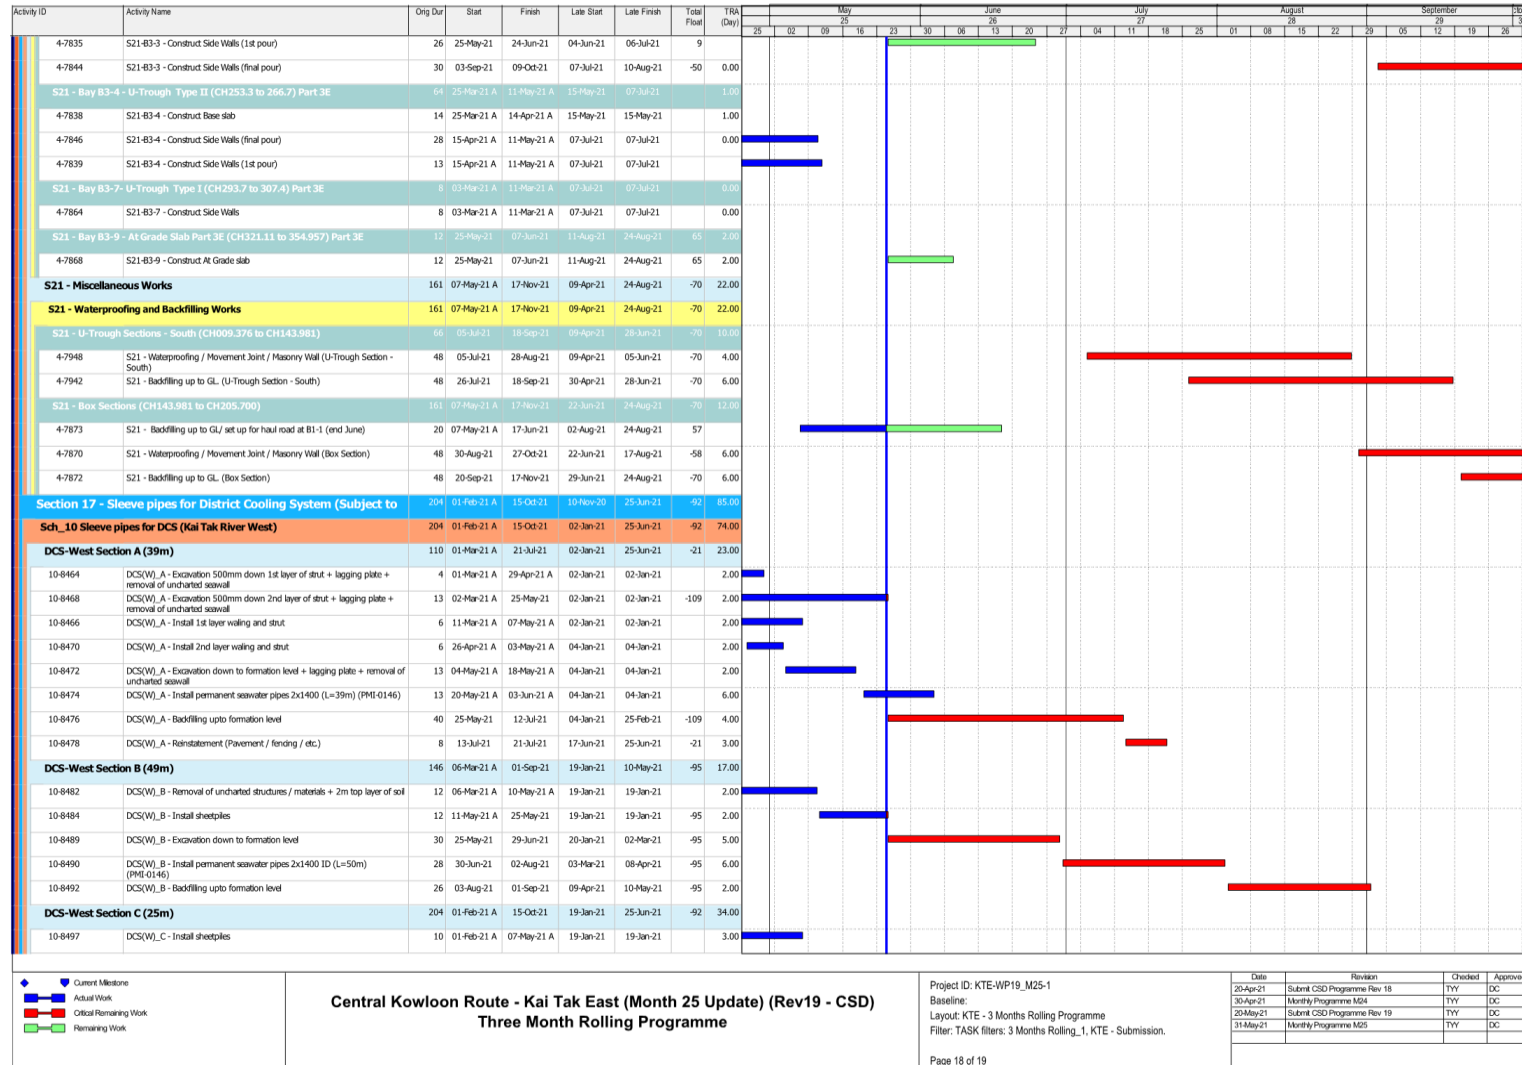 Activity ID Activity Name Orig Dur Start Finish Late Start Late Finish Total Float TRA (Day) May June July August September
25 26 27 28 29
25 02 09 16 23 30 06 13 20 27 04 11 18 25 01 08 15 22 29 05 12 19 26
4-7835 S21-B3-3 - Construct Side Walls (1st pour) 26 25-May-21 24-Jun-21 04-Jun-21 06-Jul-21 9
4-7844 S21-B3-3 - Construct Side Walls (final pour) 30 03-Sep-21 09-Oct-21 07-Jul-21 10-Aug-21 -50 0.00
S21 - Bay B3-4 - U-Trough Type II (CH253.3 to 266.7) Part 3E 64 25-Mar-21 A 11-May-21 A 15-May-21 07-Jul-21 1.00
4-7838 S21-B3-4 - Construct Base slab 14 25-Mar-21 A 14-Apr-21 A 15-May-21 15-May-21 1.00
4-7846 S21-B3-4 - Construct Side Walls (final pour) 28 15-Apr-21 A 11-May-21 A 07-Jul-21 07-Jul-21 0.00
4-7839 S21-B3-4 - Construct Side Walls (1st pour) 13 15-Apr-21 A 11-May-21 A 07-Jul-21 07-Jul-21
S21 - Bay B3-7- U-Trough Type I (CH293.7 to 307.4) Part 3E 8 03-Mar-21 A 11-Mar-21 A 07-Jul-21 07-Jul-21 0.00
4-7864 S21-B3-7 - Construct Side Walls 8 03-Mar-21 A 11-Mar-21 A 07-Jul-21 07-Jul-21 0.00
S21 - Bay B3-9 - At Grade Slab Part 3E (CH321.11 to 354.957) Part 3E 12 25-May-21 07-Jun-21 11-Aug-21 24-Aug-21 65 2.00
4-7868 S21-B3-9 - Construct At Grade slab 12 25-May-21 07-Jun-21 11-Aug-21 24-Aug-21 65 2.00
S21 - Miscellaneous Works 161 07-May-21 A 17-Nov-21 09-Apr-21 24-Aug-21 -70 22.00
S21 - Waterproofing and Backfilling Works 161 07-May-21 A 17-Nov-21 09-Apr-21 24-Aug-21 -70 22.00
S21 - U-Trough Sections - South (CH009.376 to CH143.981) 66 05-Jul-21 18-Sep-21 09-Apr-21 28-Jun-21 -70 10.00
4-7948 S21 - Waterproofing / Movement Joint / Masonry Wall (U-Trough Section - South) 48 05-Jul-21 28-Aug-21 09-Apr-21 05-Jun-21 -70 4.00
4-7942 S21 - Backfilling up to GL. (U-Trough Section - South) 48 26-Jul-21 18-Sep-21 30-Apr-21 28-Jun-21 -70 6.00
S21 - Box Sections (CH143.981 to CH205.700) 161 07-May-21 A 17-Nov-21 22-Jun-21 24-Aug-21 -70 12.00
4-7873 S21 - Backfilling up to GL/ set up for haul road at B1-1 (end June) 20 07-May-21 A 17-Jun-21 02-Aug-21 24-Aug-21 57
4-7870 S21 - Waterproofing / Movement Joint / Masonry Wall (Box Section) 48 30-Aug-21 27-Oct-21 22-Jun-21 17-Aug-21 -58 6.00
4-7872 S21 - Backfilling up to GL. (Box Section) 48 20-Sep-21 17-Nov-21 29-Jun-21 24-Aug-21 -70 6.00
Section 17 - Sleeve pipes for District Cooling System (Subject to 204 01-Feb-21 A 15-Oct-21 10-Nov-20 25-Jun-21 -92 85.00
Sch_10 Sleeve pipes for DCS (Kai Tak River West) 204 01-Feb-21 A 15-Oct-21 02-Jan-21 25-Jun-21 -92 74.00
DCS-West Section A (39m) 110 01-Mar-21 A 21-Jul-21 02-Jan-21 25-Jun-21 -21 23.00
10-8464 DCS(W)_A - Excavation 500mm down 1st layer of strut + lagging plate + removal of uncharted seawall 4 01-Mar-21 A 29-Apr-21 A 02-Jan-21 02-Jan-21 2.00
10-8468 DCS(W)_A - Excavation 500mm down 2nd layer of strut + lagging plate + removal of uncharted seawall 13 02-Mar-21 A 25-May-21 02-Jan-21 02-Jan-21 -109 2.00
10-8466 DCS(W)_A - Install 1st layer waling and strut 6 11-Mar-21 A 07-May-21 A 02-Jan-21 02-Jan-21 2.00
10-8470 DCS(W)_A - Install 2nd layer waling and strut 6 26-Apr-21 A 03-May-21 A 04-Jan-21 04-Jan-21 2.00
10-8472 DCS(W)_A - Excavation down to formation level + lagging plate + removal of uncharted seawall 13 04-May-21 A 18-May-21 A 04-Jan-21 04-Jan-21 2.00
10-8474 DCS(W)_A - Install permanent seawater pipes 2x1400 (L=39m) (PMI-0146) 13 20-May-21 A 03-Jun-21 A 04-Jan-21 04-Jan-21 6.00
10-8476 DCS(W)_A - Backfilling upto formation level 40 25-May-21 12-Jul-21 04-Jan-21 25-Feb-21 -109 4.00
10-8478 DCS(W)_A - Reinstatement (Pavement / fencing / etc.) 8 13-Jul-21 21-Jul-21 17-Jun-21 25-Jun-21 -21 3.00
DCS-West Section B (49m) 146 06-Mar-21 A 01-Sep-21 19-Jan-21 10-May-21 -95 17.00
10-8482 DCS(W)_B - Removal of uncharted structures / materials + 2m top layer of soil 12 06-Mar-21 A 10-May-21 A 19-Jan-21 19-Jan-21 2.00
10-8484 DCS(W)_B - Install sheetpiles 12 11-May-21 A 25-May-21 19-Jan-21 19-Jan-21 -95 2.00
10-8489 DCS(W)_B - Excavation down to formation level 30 25-May-21 29-Jun-21 20-Jan-21 02-Mar-21 -95 5.00
10-8490 DCS(W)_B - Install permanent seawater pipes 2x1400 ID (L=50m) (PMI-0146) 28 30-Jun-21 02-Aug-21 03-Mar-21 08-Apr-21 -95 6.00
10-8492 DCS(W)_B - Backfilling upto formation level 26 03-Aug-21 01-Sep-21 09-Apr-21 10-May-21 -95 2.00
DCS-West Section C (25m) 204 01-Feb-21 A 15-Oct-21 19-Jan-21 25-Jun-21 -92 34.00
10-8497 DCS(W)_C - Install sheetpiles 10 01-Feb-21 A 07-May-21 A 19-Jan-21 19-Jan-21 3.00
Current Milestone
Actual Work
Critical Remaining Work
Remaining Work
Central Kowloon Route - Kai Tak East (Month 25 Update) (Rev19 - CSD)
Three Month Rolling Programme
Project ID: KTE-WP19_M25-1
Baseline:
Layout: KTE - 3 Months Rolling Programme
Filter: TASK filters: 3 Months Rolling_1, KTE - Submission.
Page 18 of 19
Date Revision Checked Approved
20-Apr-21 Submit CSD Programme Rev 18 TYY DC
30-Apr-21 Monthly Programme M24 TYY DC
20-May-21 Submit CSD Programme Rev 19 TYY DC
31-May-21 Monthly Programme M25 TYY DC